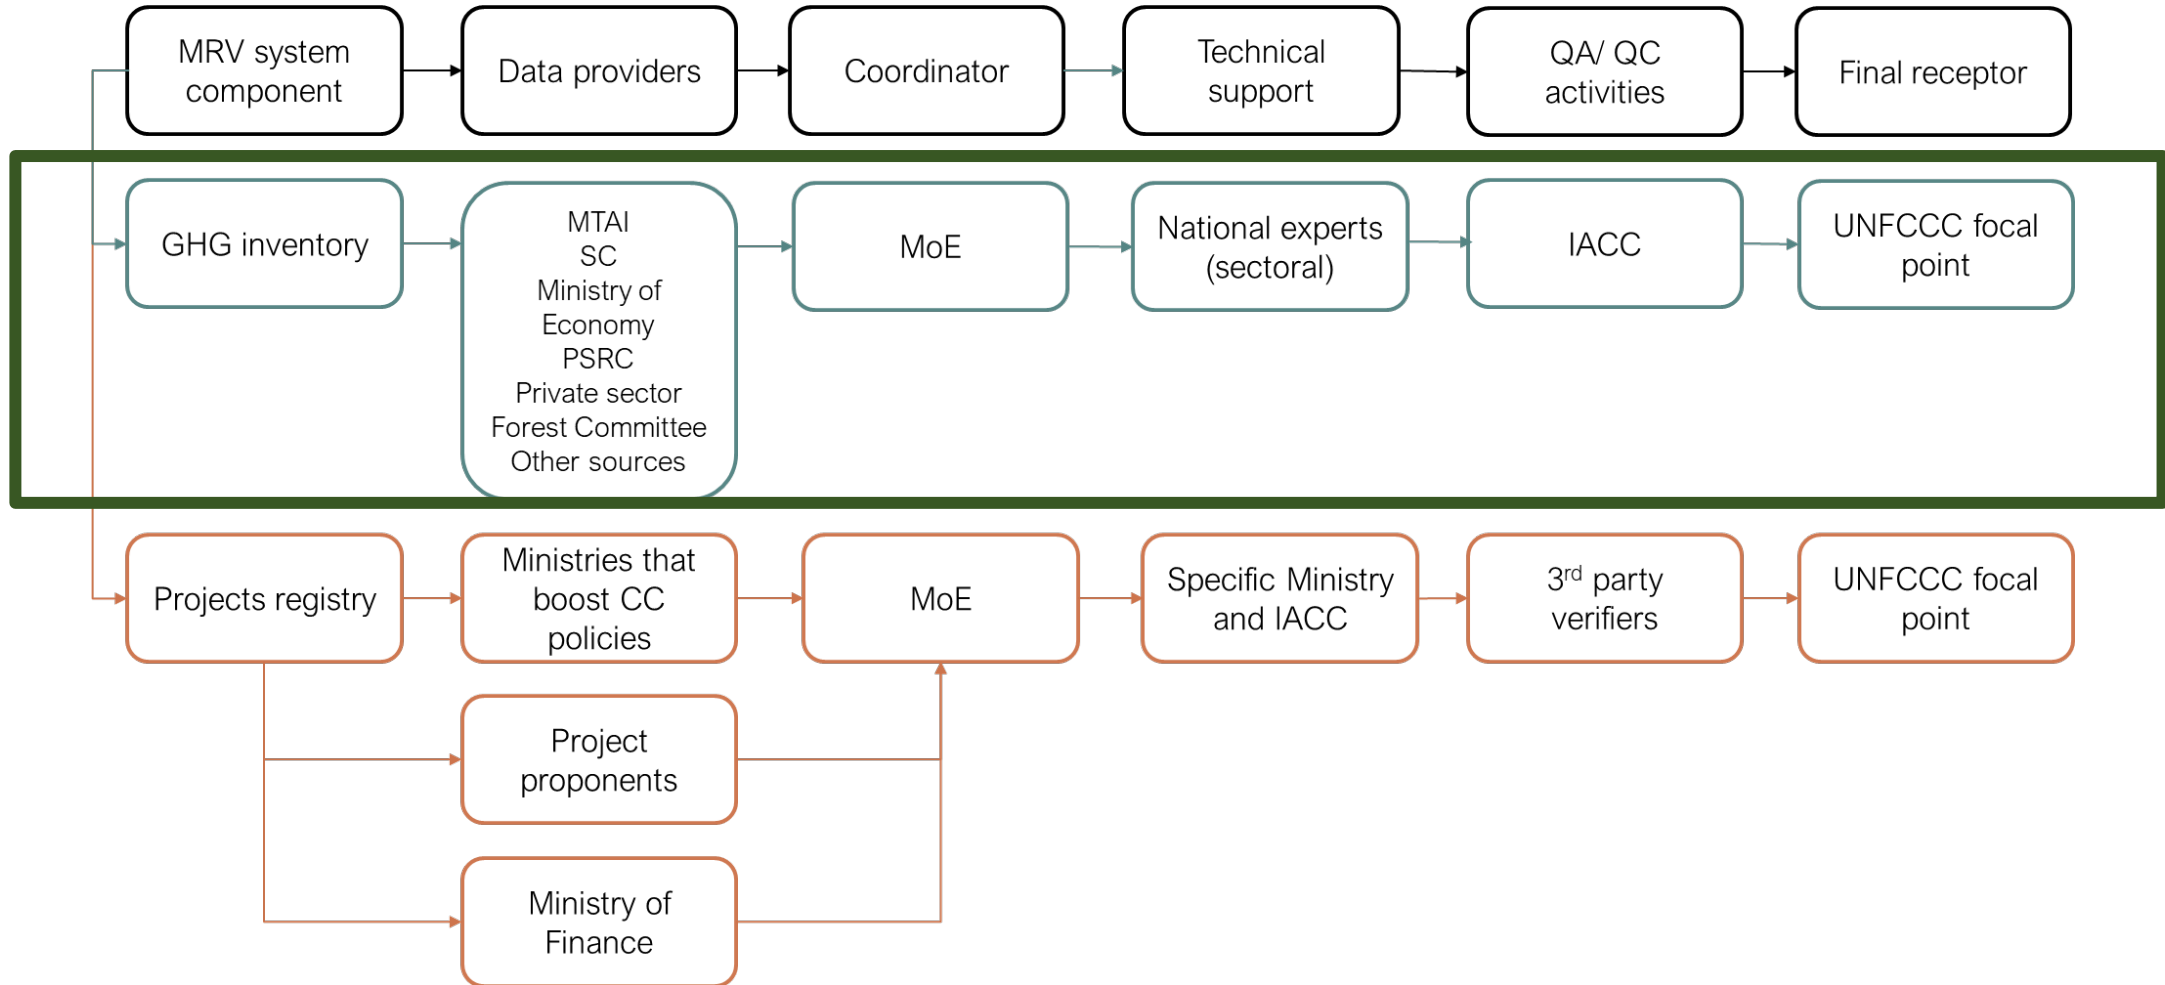 MRV system
component
Data providers
Coordinator
Technical
support
QA/ QC
activities
Final receptor
GHG inventory
MTAI
SC
Ministry of
Economy
PSRC
Private sector
Forest Committee
Other sources
MoE
National experts
(sectoral)
IACC
UNFCCC focal
point
Projects registry
Ministries that
boost CC
policies
MoE
Specific Ministry
and IACC
3rd party
verifiers
UNFCCC focal
point
Project
proponents
Ministry of
Finance